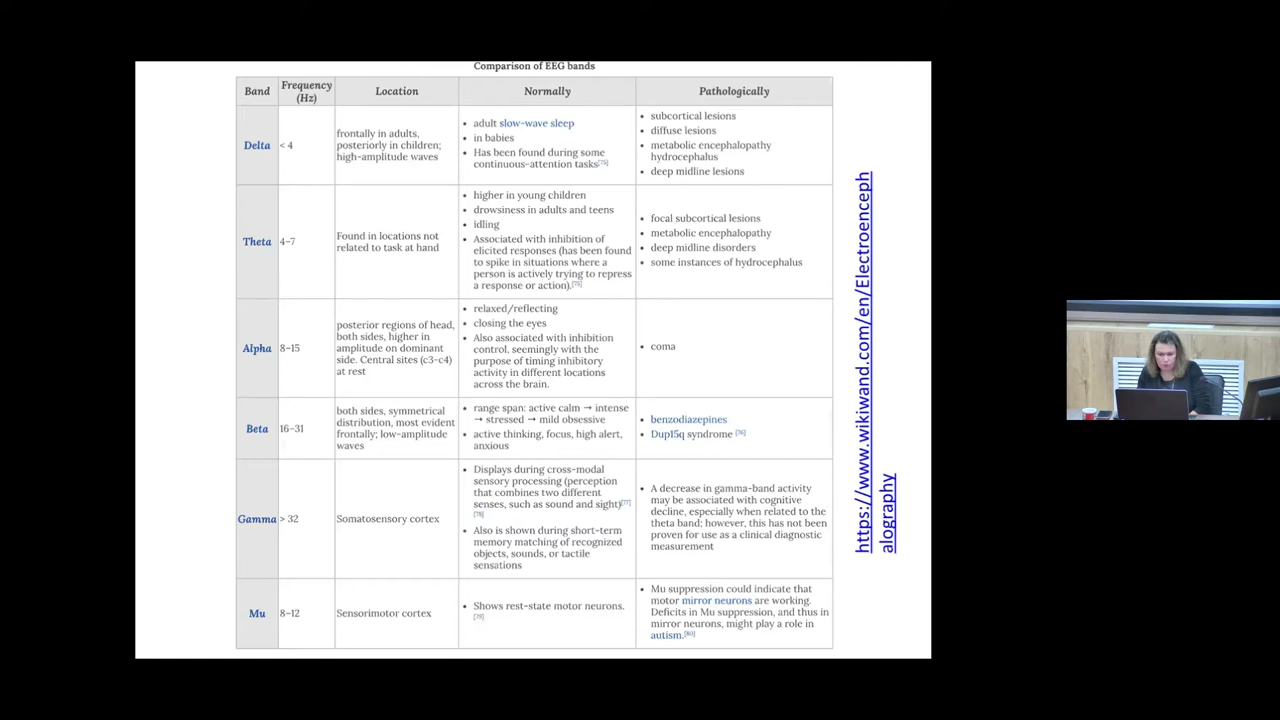 Comparison of EEG bands
Band
Frequency
(Hz)
Location
Normally
Pathologically
Delta
< 4
frontally in adults,
posteriorly in children;
high-amplitude waves
• adult slow-wave sleep
• in babies
• Has been found during some
continuous-attention tasks[75]
• subcortical lesions
• diffuse lesions
• metabolic encephalopathy
hydrocephalus
• deep midline lesions
Theta
4–7
Found in locations not
related to task at hand
• higher in young children
• drowsiness in adults and teens
• idling
• Associated with inhibition of
elicited responses (has been found
to spike in situations where a
person is actively trying to repress
a response or action).[75]
• focal subcortical lesions
• metabolic encephalopathy
• deep midline disorders
• some instances of hydrocephalus
Alpha
8–15
posterior regions of head,
both sides, higher in
amplitude on dominant
side. Central sites (c3-c4)
at rest
• relaxed/reflecting
• closing the eyes
• Also associated with inhibition
control, seemingly with the
purpose of timing inhibitory
activity in different locations
across the brain.
• coma
Beta
16–31
both sides, symmetrical
distribution, most evident
frontally; low-amplitude
waves
• range span: active calm → intense
→ stressed → mild obsessive
• active thinking, focus, high alert,
anxious
• benzodiazepines
• Dup15q syndrome [76]
Gamma
> 32
Somatosensory cortex
• Displays during cross-modal
sensory processing (perception
that combines two different
senses, such as sound and sight)[77]
[78]
• Also is shown during short-term
memory matching of recognized
objects, sounds, or tactile
sensations
• A decrease in gamma-band activity
may be associated with cognitive
decline, especially when related to the
theta band; however, this has not been
proven for use as a clinical diagnostic
measurement
Mu
8–12
Sensorimotor cortex
• Shows rest-state motor neurons.
[79]
• Mu suppression could indicate that
motor mirror neurons are working.
Deficits in Mu suppression, and thus in
mirror neurons, might play a role in
autism.[80]
https://www.wikiwand.com/en/Electroenceph
alography